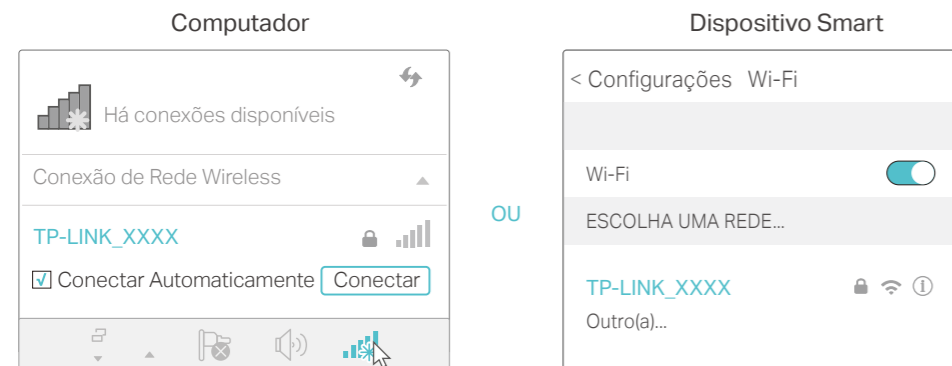 Computador
Há conexões disponíveis
Conexão de Rede Wireless
TP-LINK_XXXX
Conectar Automaticamente Conectar
OU
Dispositivo Smart
< Configurações Wi-Fi
Wi-Fi
ESCOLHA UMA REDE...
TP-LINK_XXXX
Outro(a)...